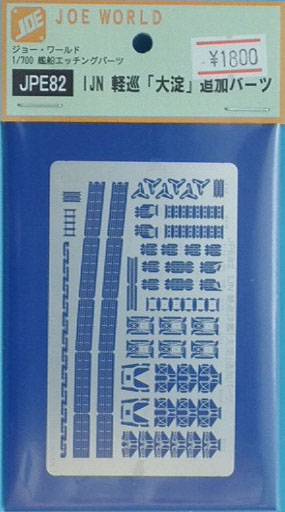 JOE
JOE WORLD
ジョー・ワールド
1/700 艦船エッチングパーツ
¥1800
JPE82
IJN 軽巡「大淀」追加パーツ